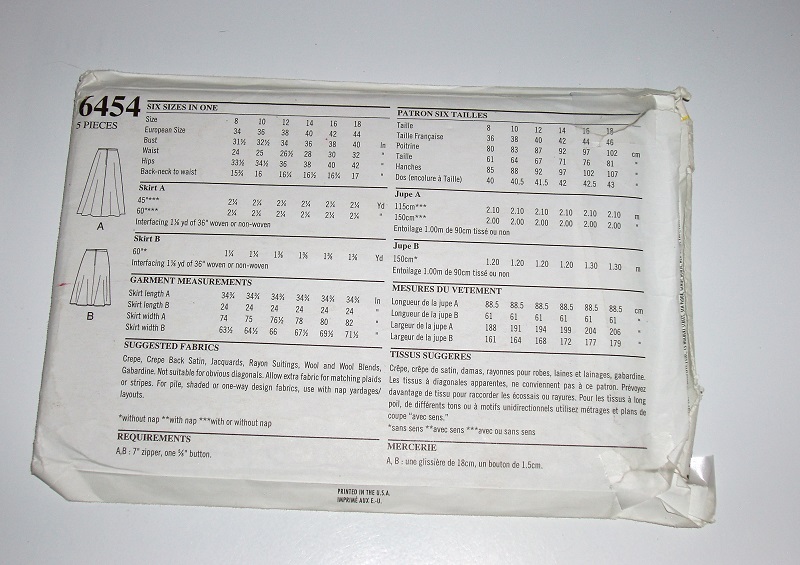 6454
5 PIECES
A
B
SIX SIZES IN ONE
Size 8 10 12 14 16 18
European Size 34 36 38 40 42 44
Bust 31½ 32½ 34 36 38 40 In
Waist 24 25 26½ 28 30 32 "
Hips 33½ 34½ 36 38 40 42 "
Back-neck to waist 15¾ 16 16¼ 16½ 16¾ 17 "
Skirt A
45"*** 2¼ 2¼ 2¼ 2¼ 2¼ 2¼ Yd
60"*** 2¼ 2¼ 2¼ 2¼ 2¼ 2¼ "
Interfacing 1⅛ yd of 36" woven or non-woven
Skirt B
60"* 1¼ 1⅜ 1⅜ 1⅜ 1⅜ 1⅜ Yd
Interfacing 1⅛ yd of 36" woven or non-woven
GARMENT MEASUREMENTS
Skirt length A 34¾ 34¾ 34¾ 34¾ 34¾ 34¾ In
Skirt length B 24 24 24 24 24 24 "
Skirt width A 74 75 76½ 78 80 82 "
Skirt width B 63½ 64½ 66 67½ 69½ 71½ "
SUGGESTED FABRICS
Crepe, Crepe Back Satin, Jacquards, Rayon Suitings, Wool and Wool Blends,
Gabardine. Not suitable for obvious diagonals. Allow extra fabric for matching plaids
or stripes. For pile, shaded or one-way design fabrics, use with nap yardages/
layouts.
*without nap **with nap ***with or without nap
REQUIREMENTS
A,B : 7" zipper, one ⅝" button.
PATRON SIX TAILLES
Taille 8 10 12 14 16 18
Taille Française 36 38 40 42 44 46
Poitrine 80 83 87 92 97 102 cm
Taille 61 64 67 71 76 81 "
Hanches 85 88 92 97 102 107 "
Dos (encolure à Taille) 40 40.5 41.5 42 42.5 43 "
Jupe A
115cm*** 2.10 2.10 2.10 2.10 2.10 2.10 m
150cm*** 2.00 2.00 2.00 2.00 2.00 2.00 "
Entoilage 1.00m de 90cm tissé ou non
Jupe B
150cm* 1.20 1.20 1.20 1.20 1.30 1.30 m
Entoilage 1.00m de 90cm tissé ou non
MESURES DU VETEMENT
Longueur de la jupe A 88.5 88.5 88.5 88.5 88.5 88.5 cm
Longueur de la jupe B 61 61 61 61 61 61 "
Largeur de la jupe A 188 191 194 199 204 206 "
Largeur de la jupe B 161 164 168 172 177 179 "
TISSUS SUGGERES
Crêpe, crêpe de satin, damas, rayonnes pour robes, laines et lainages, gabardine.
Les tissus à diagonales apparentes, ne conviennent pas à ce patron. Prévoyez
davantage de tissu pour raccorder les écossais ou rayures. Pour les tissus à long
poil, de différents tons ou à motifs unidirectionnels utilisez métrages et plans de
coupe "avec sens."
*sans sens **avec sens ***avec ou sans sens
MERCERIE
A, B : une glissière de 18cm, un bouton de 1.5cm.
PRINTED IN THE U.S.A.
IMPRIMÉ AUX E.-U.